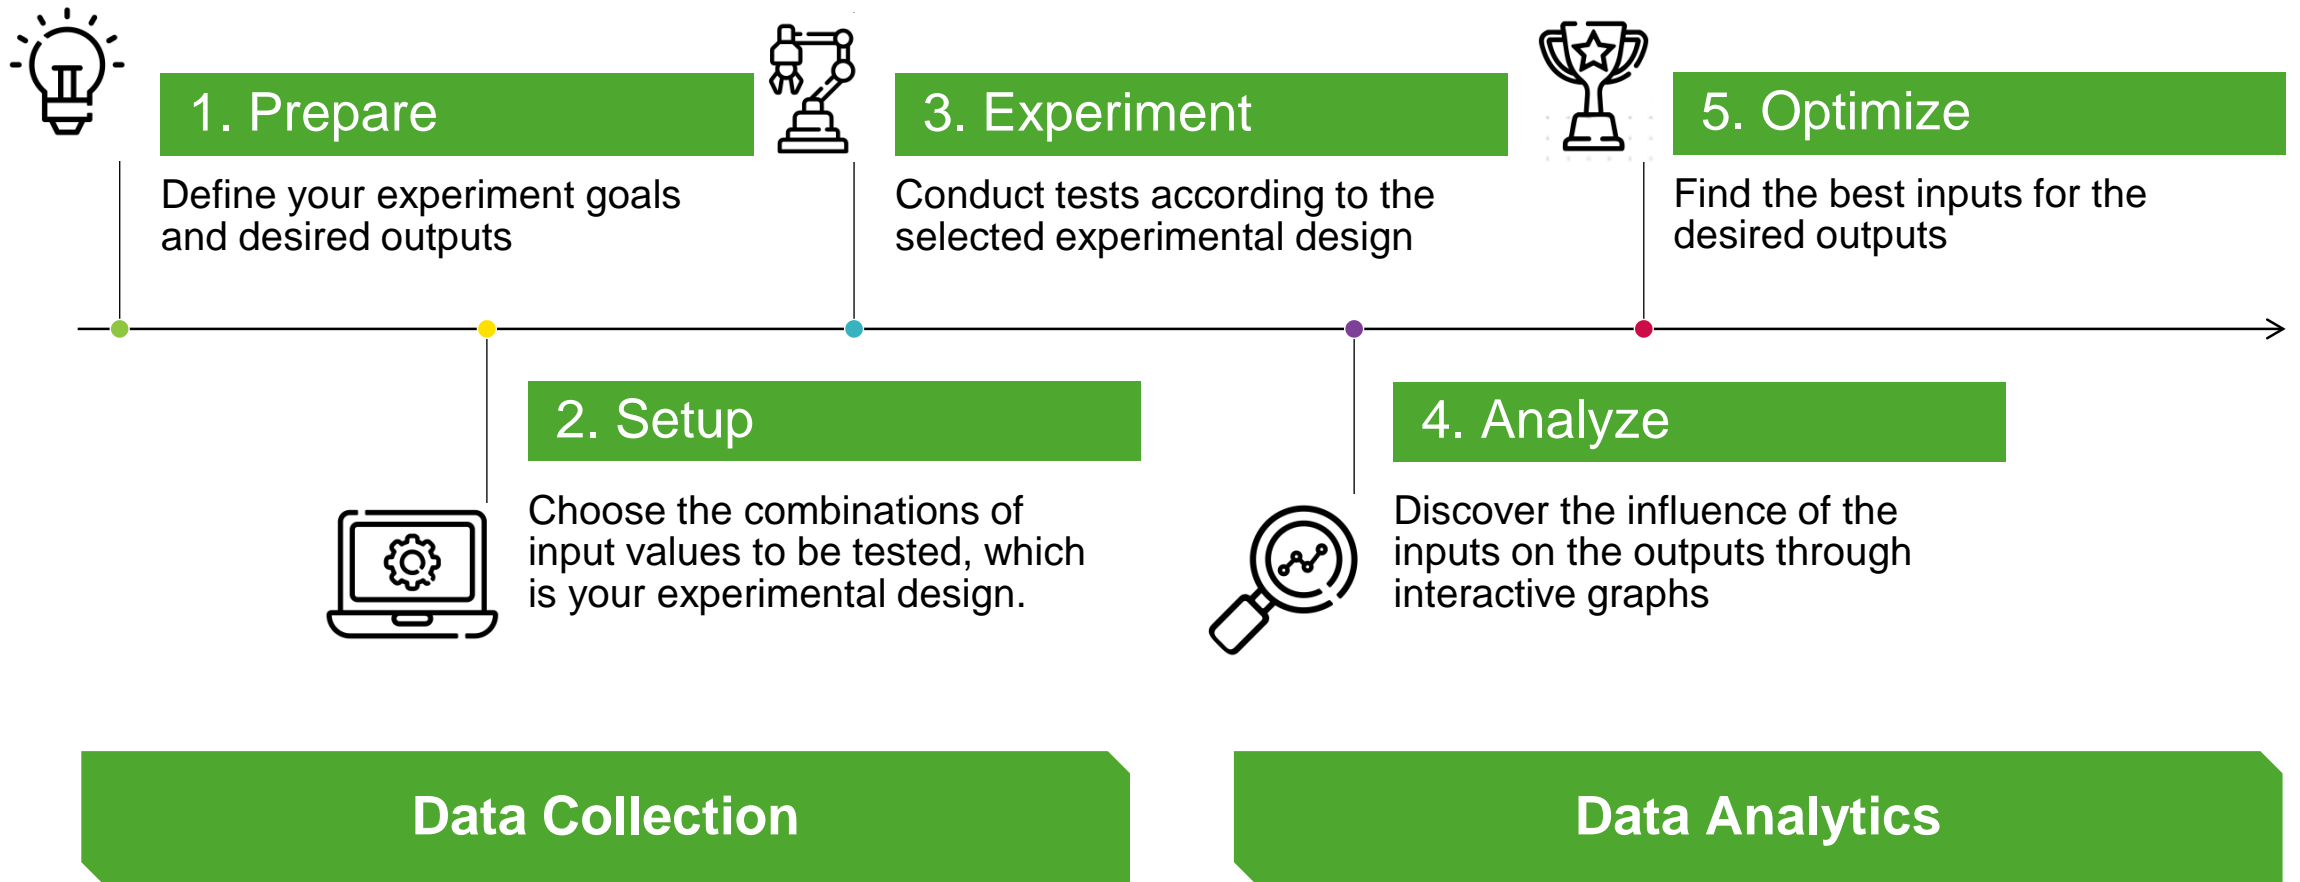 1. Prepare
Define your experiment goals
and desired outputs
2. Setup
Choose the combinations of
input values to be tested, which
is your experimental design.
3. Experiment
Conduct tests according to the
selected experimental design
4. Analyze
Discover the influence of the
inputs on the outputs through
interactive graphs
5. Optimize
Find the best inputs for the
desired outputs
Data Collection
Data Analytics